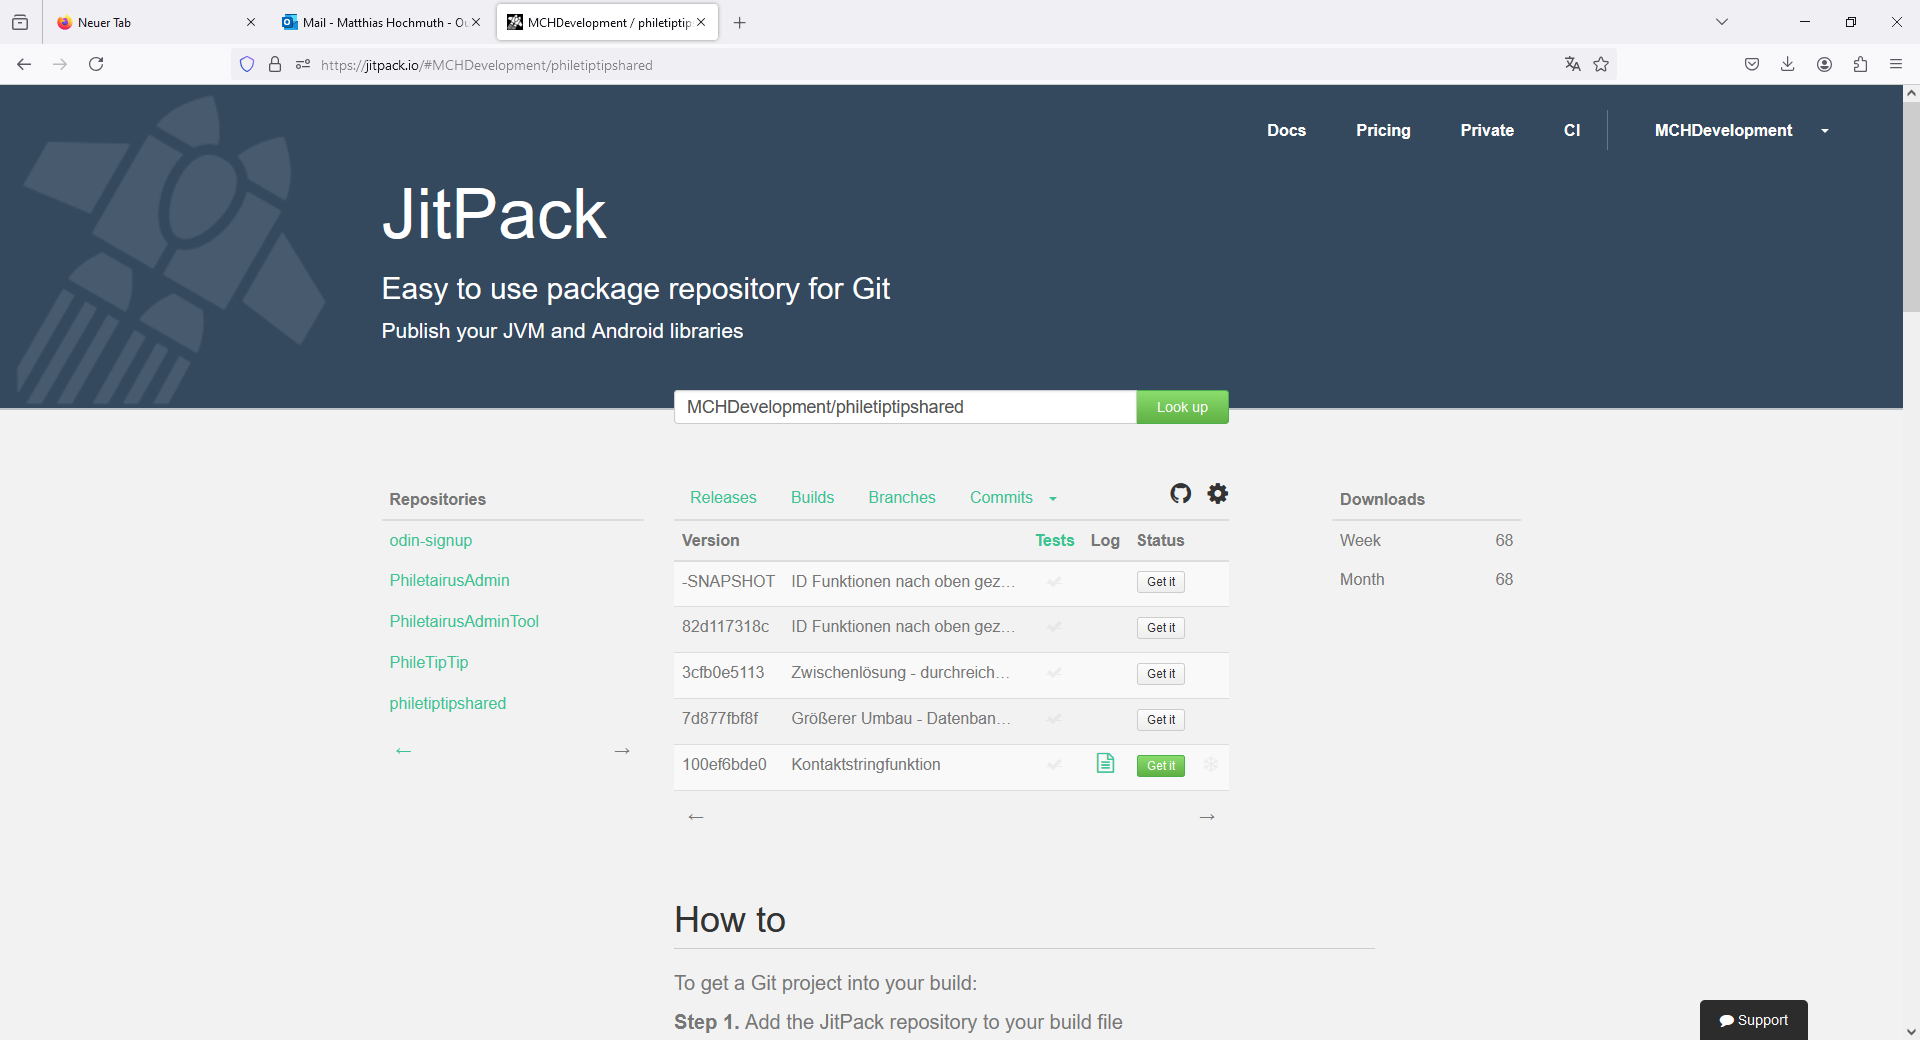 Neuer Tab
Mail - Matthias Hochmuth - Ou
MCHDevelopment / philetiptip
https://jitpack.io/#MCHDevelopment/philetiptipshared
Docs Pricing Private CI MCHDevelopment
JitPack
Easy to use package repository for Git
Publish your JVM and Android libraries
MCHDevelopment/philetiptipshared Look up
Repositories
odin-signup
PhiletairusAdmin
PhiletairusAdminTool
PhileTipTip
philetiptipshared
← →
Releases Builds Branches Commits
Version Tests Log Status
-SNAPSHOT ID Funktionen nach oben gez... Get it
82d117318c ID Funktionen nach oben gez... Get it
3cfb0e5113 Zwischenlösung - durchreich... Get it
7d877fbf8f Größerer Umbau - Datenban... Get it
100ef6bde0 Kontaktstringfunktion Get it
← →
Downloads
Week 68
Month 68
How to
To get a Git project into your build:
Step 1. Add the JitPack repository to your build file
Support